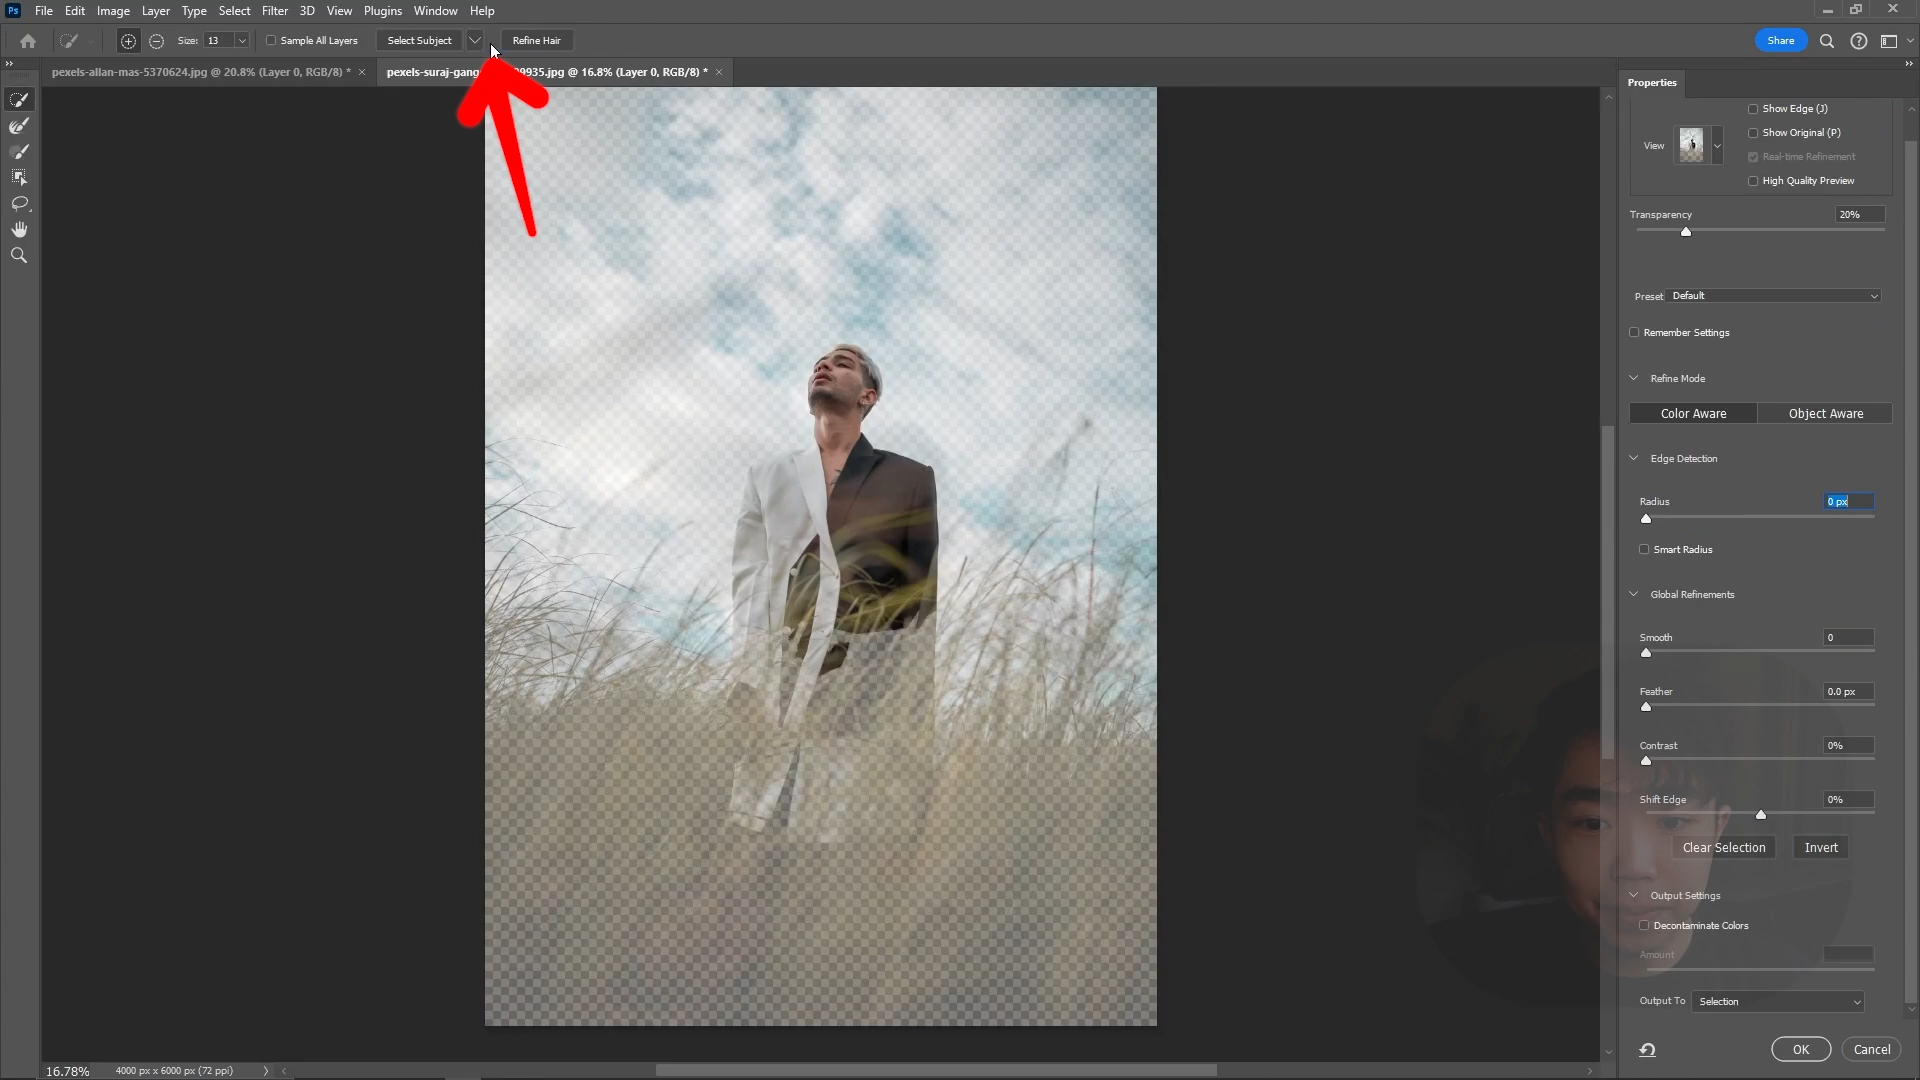 Ps File Edit Image Layer Type Select Filter 3D View Plugins Window Help
Size: 13 Sample All Layers Select Subject Refine Hair Share
pexels-allan-mas-5370624.jpg @ 20.8% (Layer 0, RGB/8) * × pexels-suraj-gang 9935.jpg @ 16.8% (Layer 0, RGB/8) * ×
Properties
Show Edge (J)
Show Original (P)
View
Real-time Refinement
High Quality Preview
Transparency 20%
Preset Default
Remember Settings
Refine Mode
Color Aware Object Aware
Edge Detection
Radius 0 px
Smart Radius
Global Refinements
Smooth 0
Feather 0.0 px
Contrast 0%
Shift Edge 0%
Clear Selection Invert
Output Settings
Decontaminate Colors
Amount
Output To Selection
OK Cancel
16.78% 4000 px x 6000 px (72 ppi)